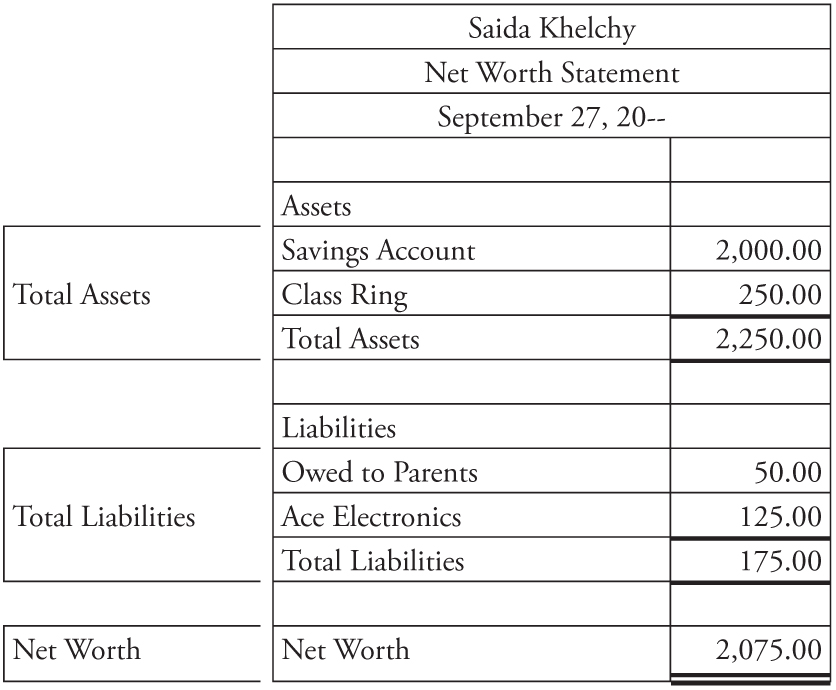 Saida Khelchy
Net Worth Statement
September 27, 20--
Assets
Savings Account 2,000.00
Total Assets Class Ring 250.00
Total Assets 2,250.00
Liabilities
Owed to Parents 50.00
Total Liabilities Ace Electronics 125.00
Total Liabilities 175.00
Net Worth Net Worth 2,075.00